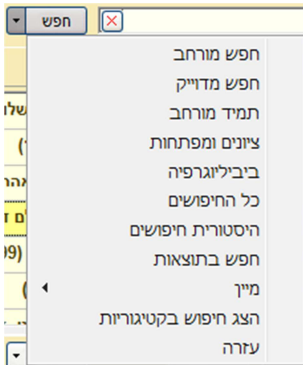 חפש
חפש מורחב
חפש מדוייק
תמיד מורחב
ציונים ומפתחות
ביביליוגרפיה
כל החיפושים
היסטורית חיפושים
חפש בתוצאות
מיין
הצג חיפוש בקטיגוריות
עזרה